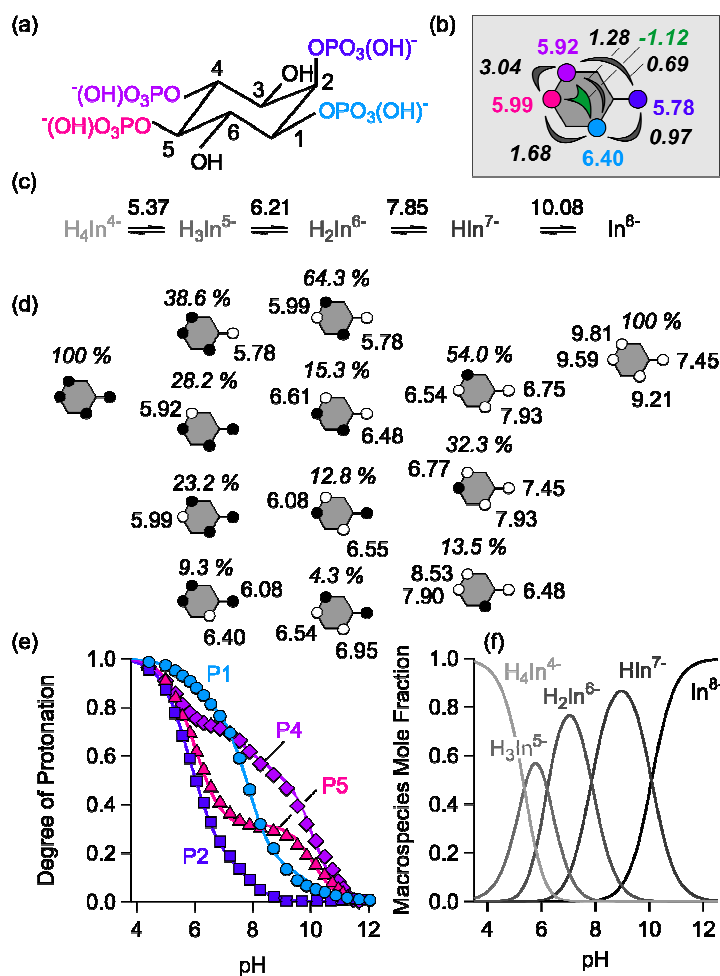 (a)
OPO₃(OH)⁻
⁻(OH)O₃PO
4
3
OH
2
⁻(OH)O₃PO
OPO₃(OH)⁻
5
6
1
OH
(b)
5.92
1.28
-1.12
3.04
0.69
5.99
5.78
1.68
6.40
0.97
(c)
5.37
6.21
7.85
10.08
H₄In⁴⁻
H₃In⁵⁻
H₂In⁶⁻
HIn⁷⁻
In⁸⁻
(d)
100 %
38.6 %
5.78
28.2 %
5.92
23.2 %
5.99
9.3 %
6.08
6.40
64.3 %
5.99
5.78
15.3 %
6.61
6.48
12.8 %
6.08
6.55
4.3 %
6.54
6.95
54.0 %
6.54
6.75
7.93
32.3 %
6.77
7.45
7.93
13.5 %
8.53
7.90
6.48
100 %
9.81
9.59
7.45
9.21
(e)
Degree of Protonation
1.0
0.8
0.6
0.4
0.2
0.0
P1
P4
P5
P2
4 6 8 10 12
pH
(f)
Macrospecies Mole Fraction
1.0
0.8
0.6
0.4
0.2
0.0
H₄In⁴⁻
H₃In⁵⁻
H₂In⁶⁻
HIn⁷⁻
In⁸⁻
4 6 8 10 12
pH